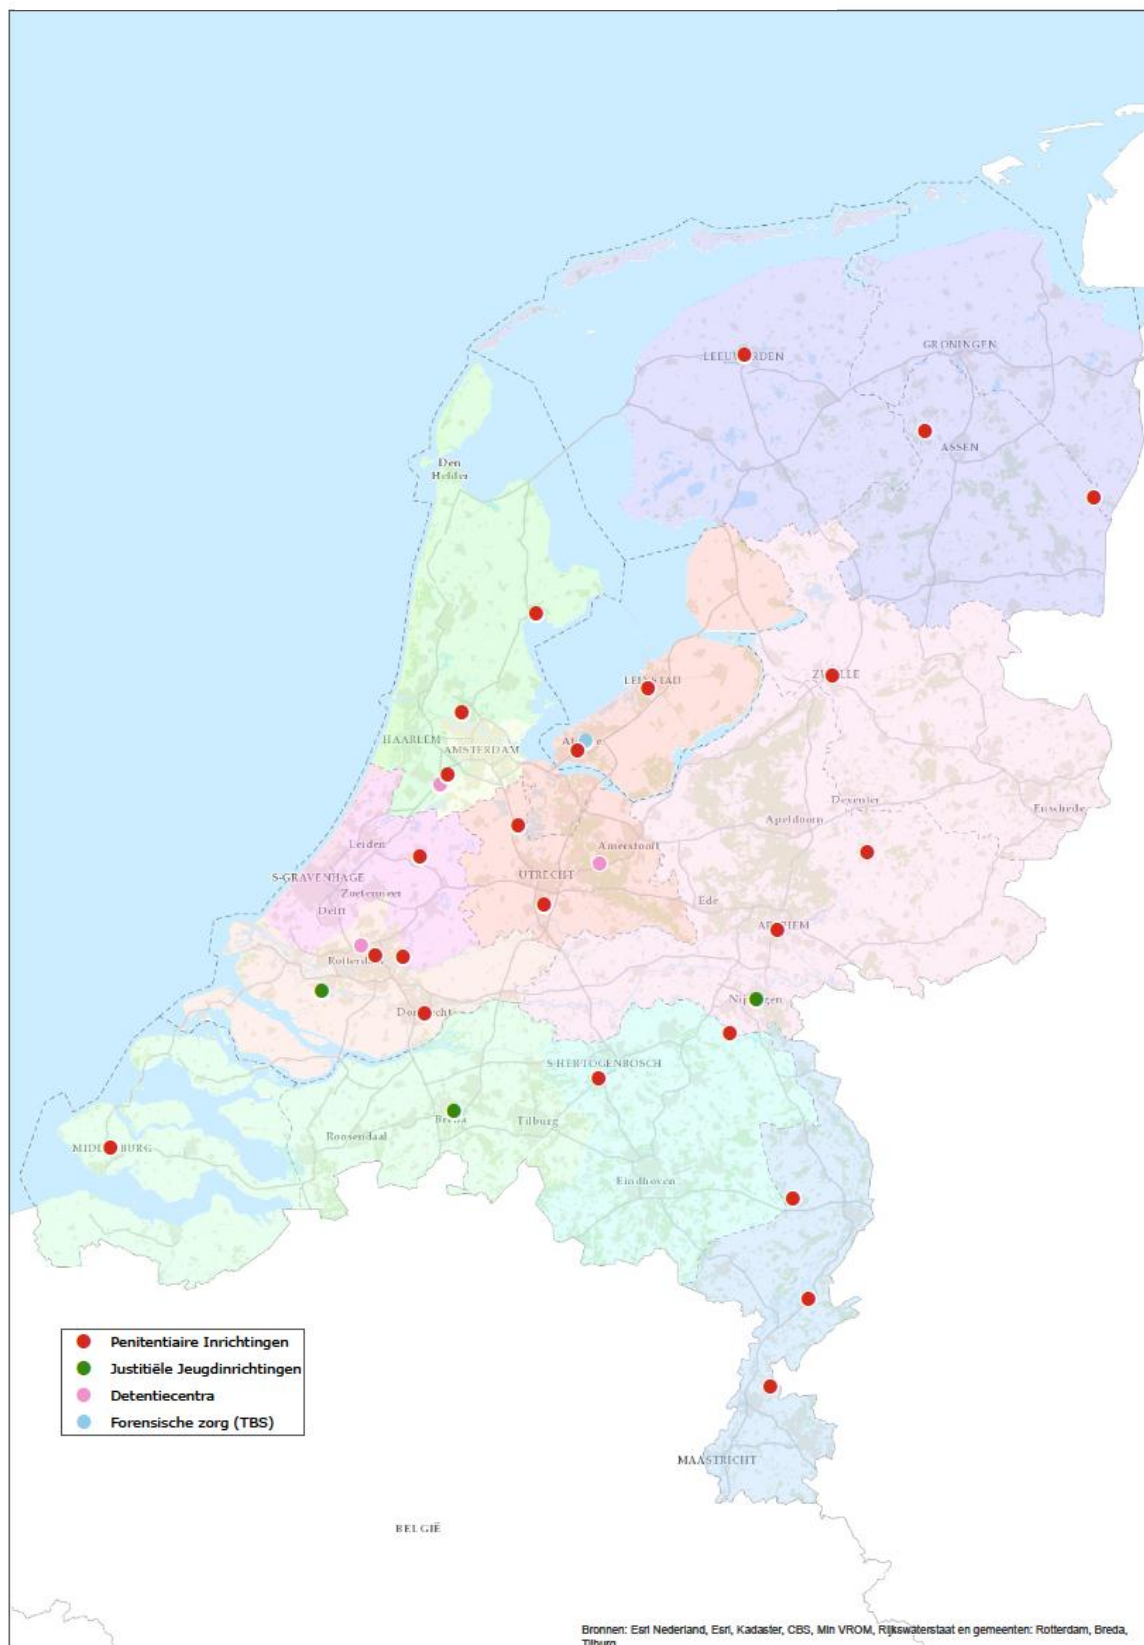 GRONINGEN
ASSEN
Den
Helder
HAARLEM
AMSTERDAM
Deventer
Apeldoorn
Enschede
Leiden
Amersfoort
S-GRAVENHAGE
Zoetermeer
UTRECHT
Ede
Delft
S-HERTOGENBOSCH
Tilburg
Roosendaal
Eindhoven
Penitentiaire Inrichtingen
Justitiële Jeugdinrichtingen
Detentiecentra
Forensische zorg (TBS)
MAASTRICHT
BELGIË
Bronnen: Esri Nederland, Esri, Kadaster, CBS, Min VROM, Rijkswaterstaat en gemeenten: Rotterdam, Breda,
Tilburg